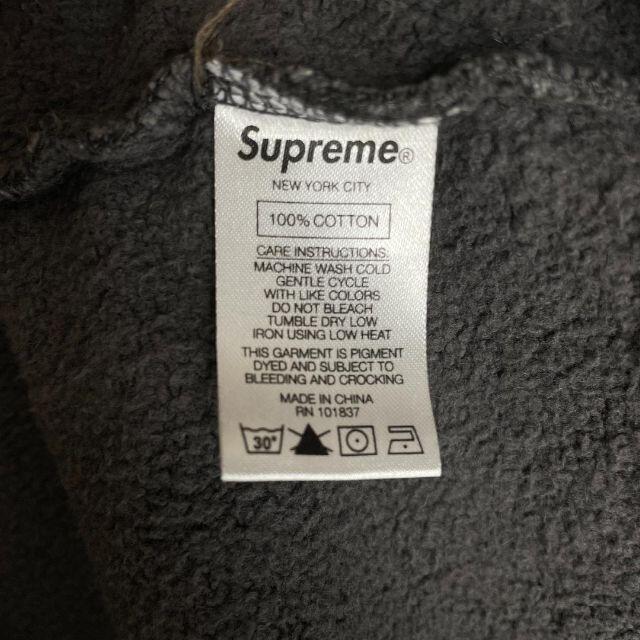 Supreme®
NEW YORK CITY
100% COTTON
CARE INSTRUCTIONS:
MACHINE WASH COLD
GENTLE CYCLE
WITH LIKE COLORS
DO NOT BLEACH
TUMBLE DRY LOW
IRON USING LOW HEAT
THIS GARMENT IS PIGMENT
DYED AND SUBJECT TO
BLEEDING AND CROCKING
MADE IN CHINA
RN 101837
30°